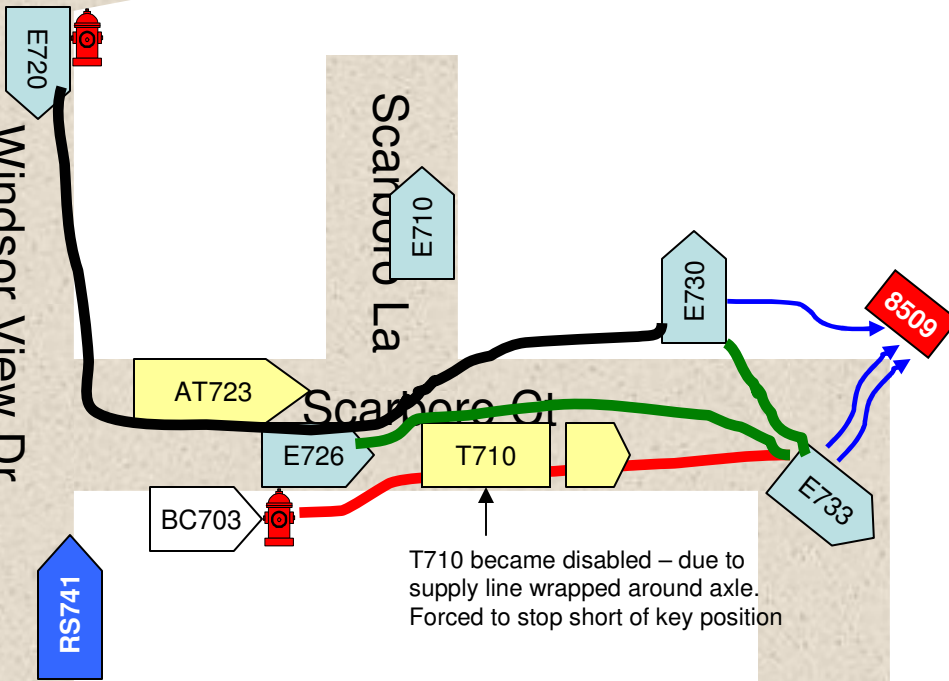 E720
Windsor View Dr
Scarboro La
E710
E730
8509
AT723
Scarboro Ct
E726
T710
E733
BC703
T710 became disabled – due to
supply line wrapped around axle.
Forced to stop short of key position
RS741